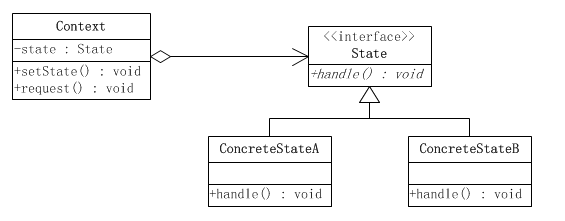 Context
-state : State
+setState() : void
+request() : void
<<interface>>
State
+handle() : void
ConcreteStateA
+handle() : void
ConcreteStateB
+handle() : void